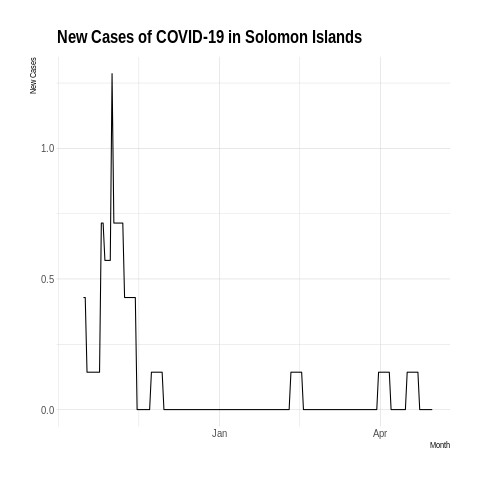 New Cases of COVID-19 in Solomon Islands
New Cases
1.0
0.5
0.0
Jan
Apr
Month